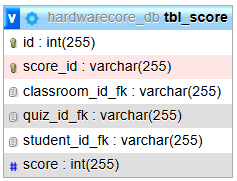 v hardwarecore_db tbl_score
id : int(255)
score_id : varchar(255)
classroom_id_fk : varchar(255)
quiz_id_fk : varchar(255)
student_id_fk : varchar(255)
# score : int(255)